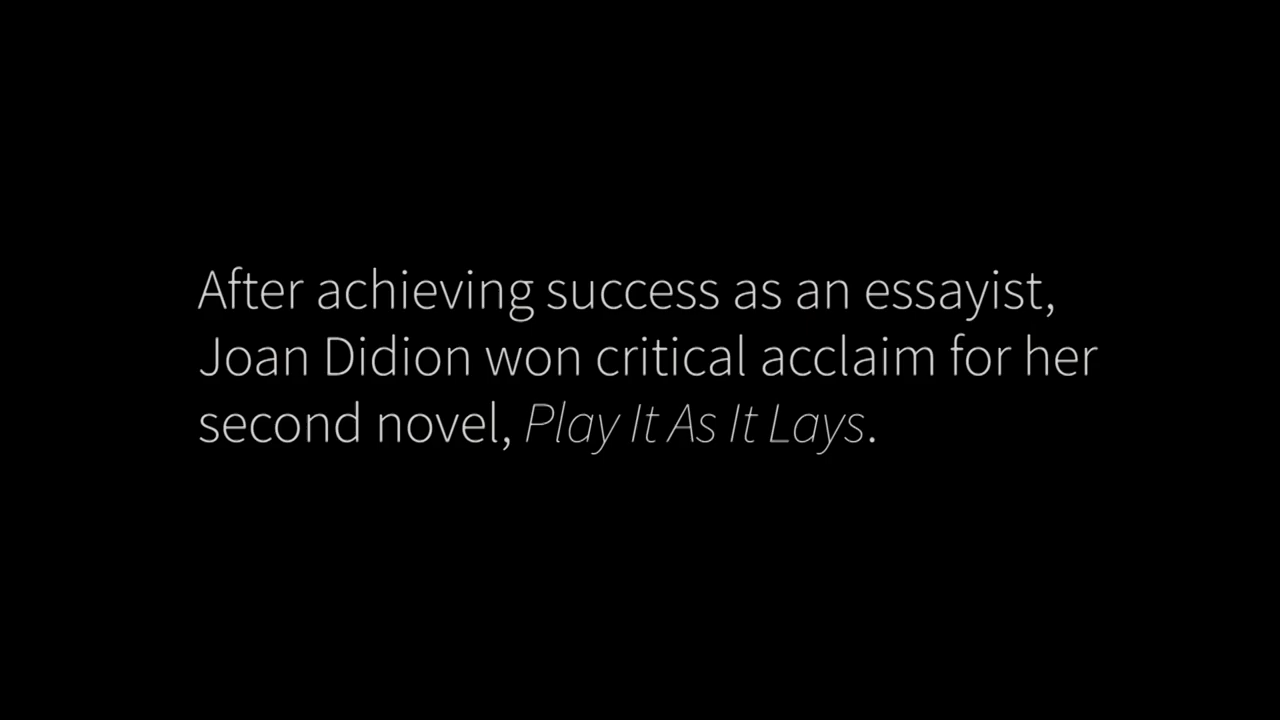 After achieving success as an essayist,
Joan Didion won critical acclaim for her
second novel, Play It As It Lays.